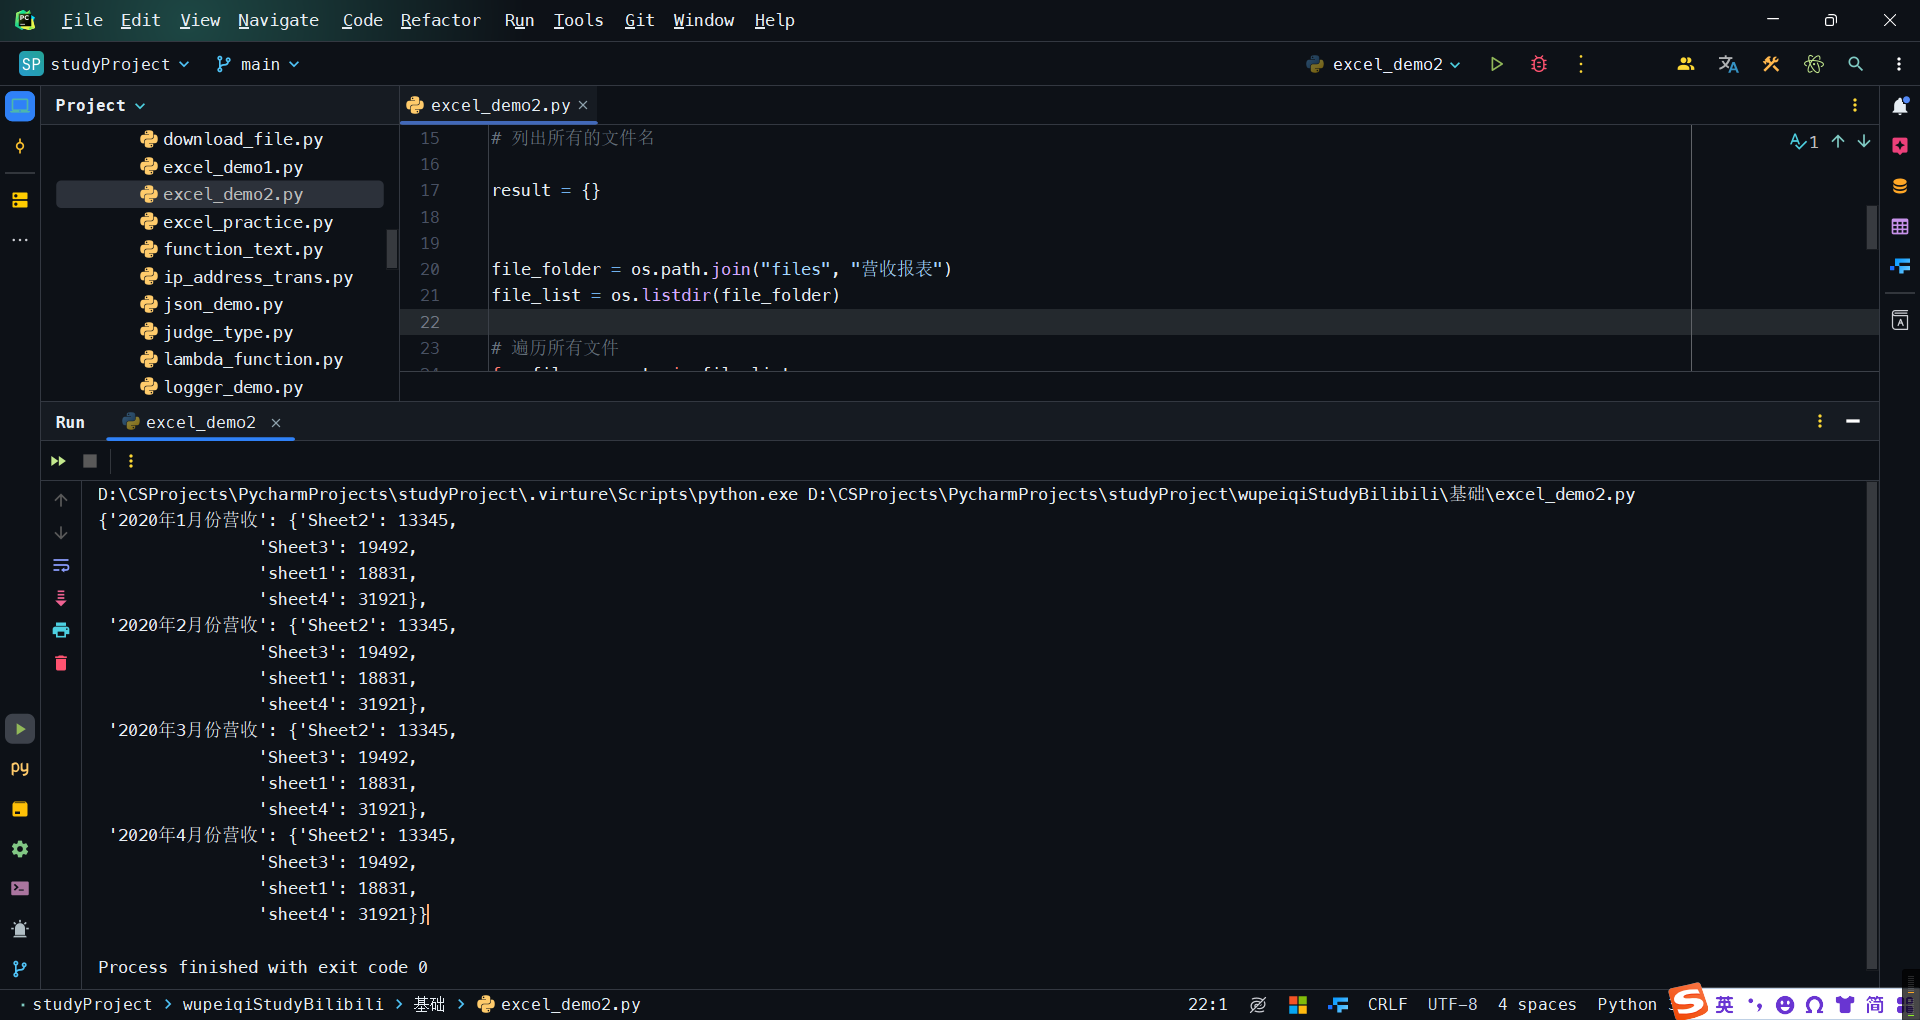 File Edit View Navigate Code Refactor Run Tools Git Window Help
SP studyProject main excel_demo2
Project excel_demo2.py
download_file.py
excel_demo1.py
excel_demo2.py
excel_practice.py
function_text.py
ip_address_trans.py
json_demo.py
judge_type.py
lambda_function.py
logger_demo.py
15 # 列出所有的文件名
1
16
17 result = {}
18
19
20 file_folder = os.path.join("files", "营收报表")
21 file_list = os.listdir(file_folder)
22
23 # 遍历所有文件
Run excel_demo2
D:\CSProjects\PycharmProjects\studyProject\.virture\Scripts\python.exe D:\CSProjects\PycharmProjects\studyProject\wupeiqiStudyBilibili\基础\excel_demo2.py
{'2020年1月份营收': {'Sheet2': 13345,
'Sheet3': 19492,
'sheet1': 18831,
'sheet4': 31921},
'2020年2月份营收': {'Sheet2': 13345,
'Sheet3': 19492,
'sheet1': 18831,
'sheet4': 31921},
'2020年3月份营收': {'Sheet2': 13345,
'Sheet3': 19492,
'sheet1': 18831,
'sheet4': 31921},
'2020年4月份营收': {'Sheet2': 13345,
'Sheet3': 19492,
'sheet1': 18831,
'sheet4': 31921}}
Process finished with exit code 0
py
studyProject > wupeiqiStudyBilibili > 基础 > excel_demo2.py 22:1 CRLF UTF-8 4 spaces Python
英 简